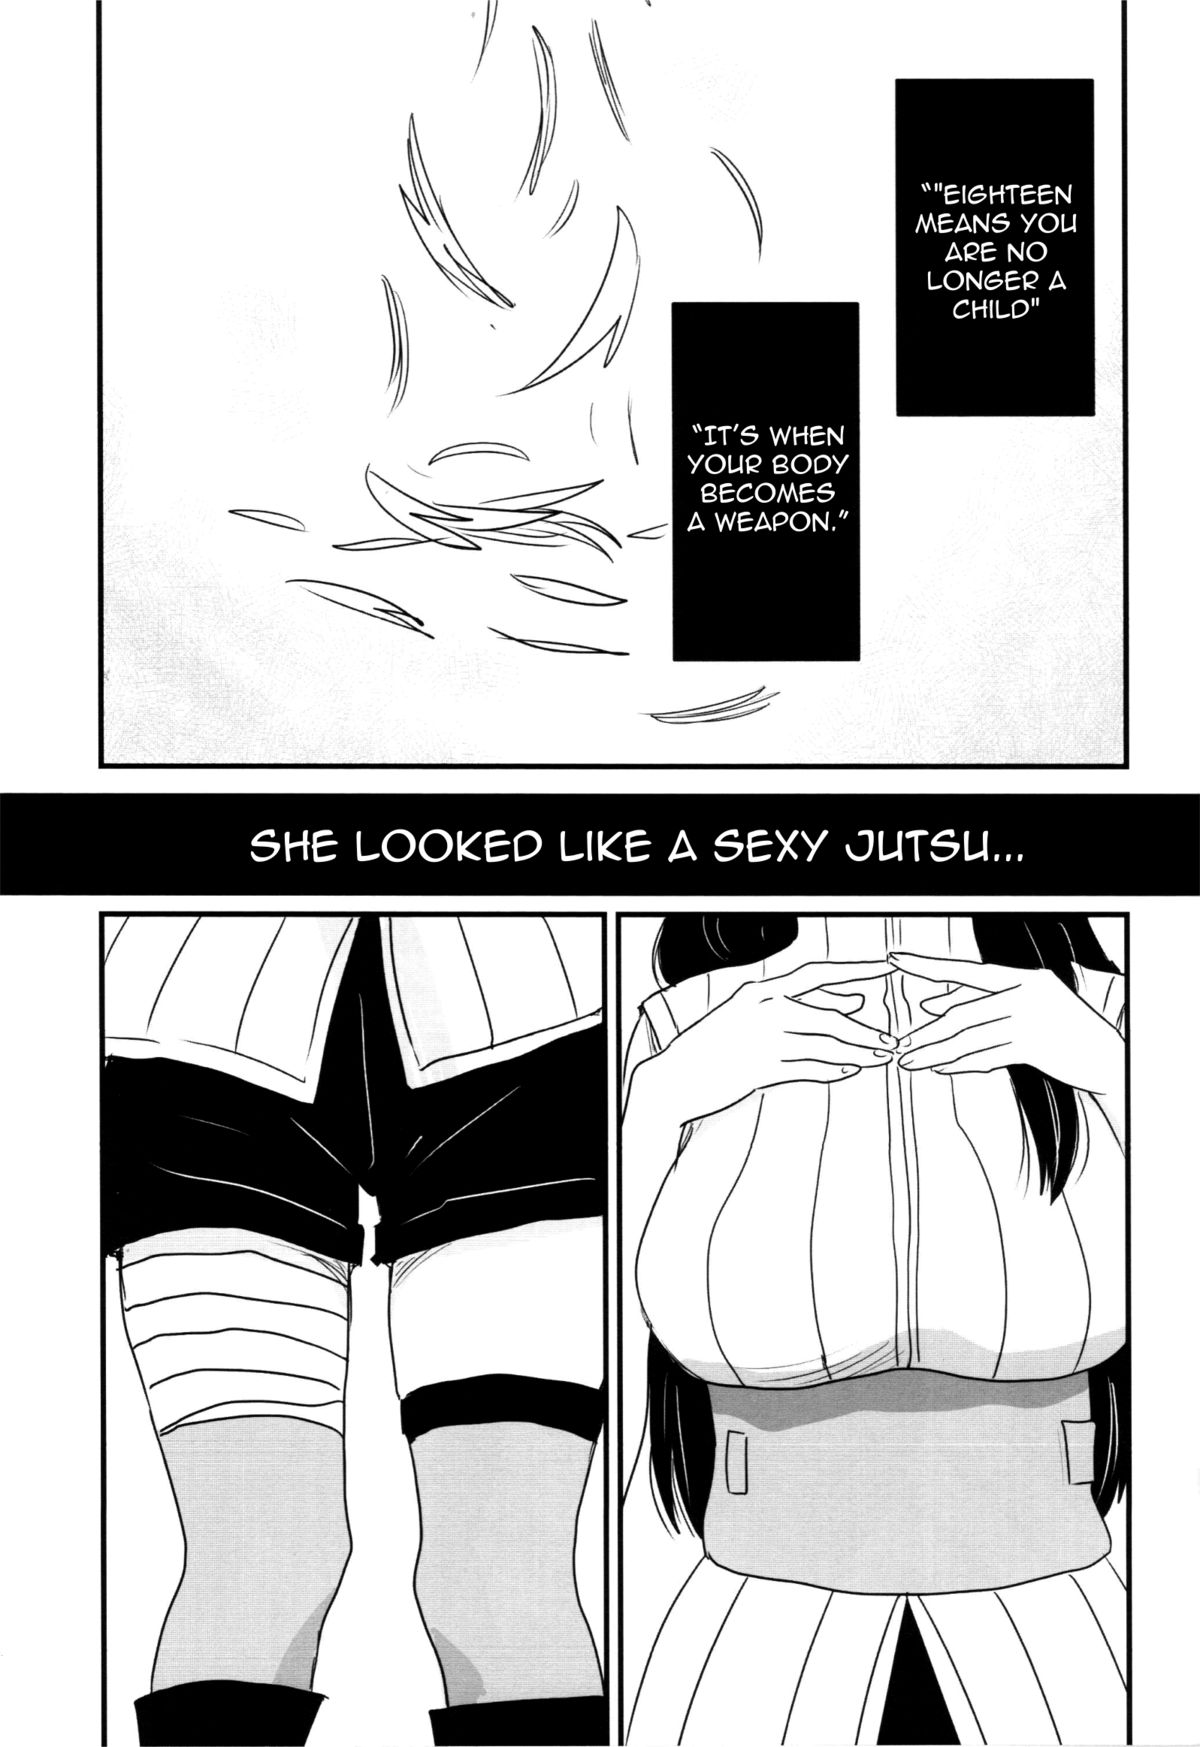 “"EIGHTEEN
MEANS YOU
ARE NO
LONGER A
CHILD"
“IT'S WHEN
YOUR BODY
BECOMES
A WEAPON.”
SHE LOOKED LIKE A SEXY JUTSU...